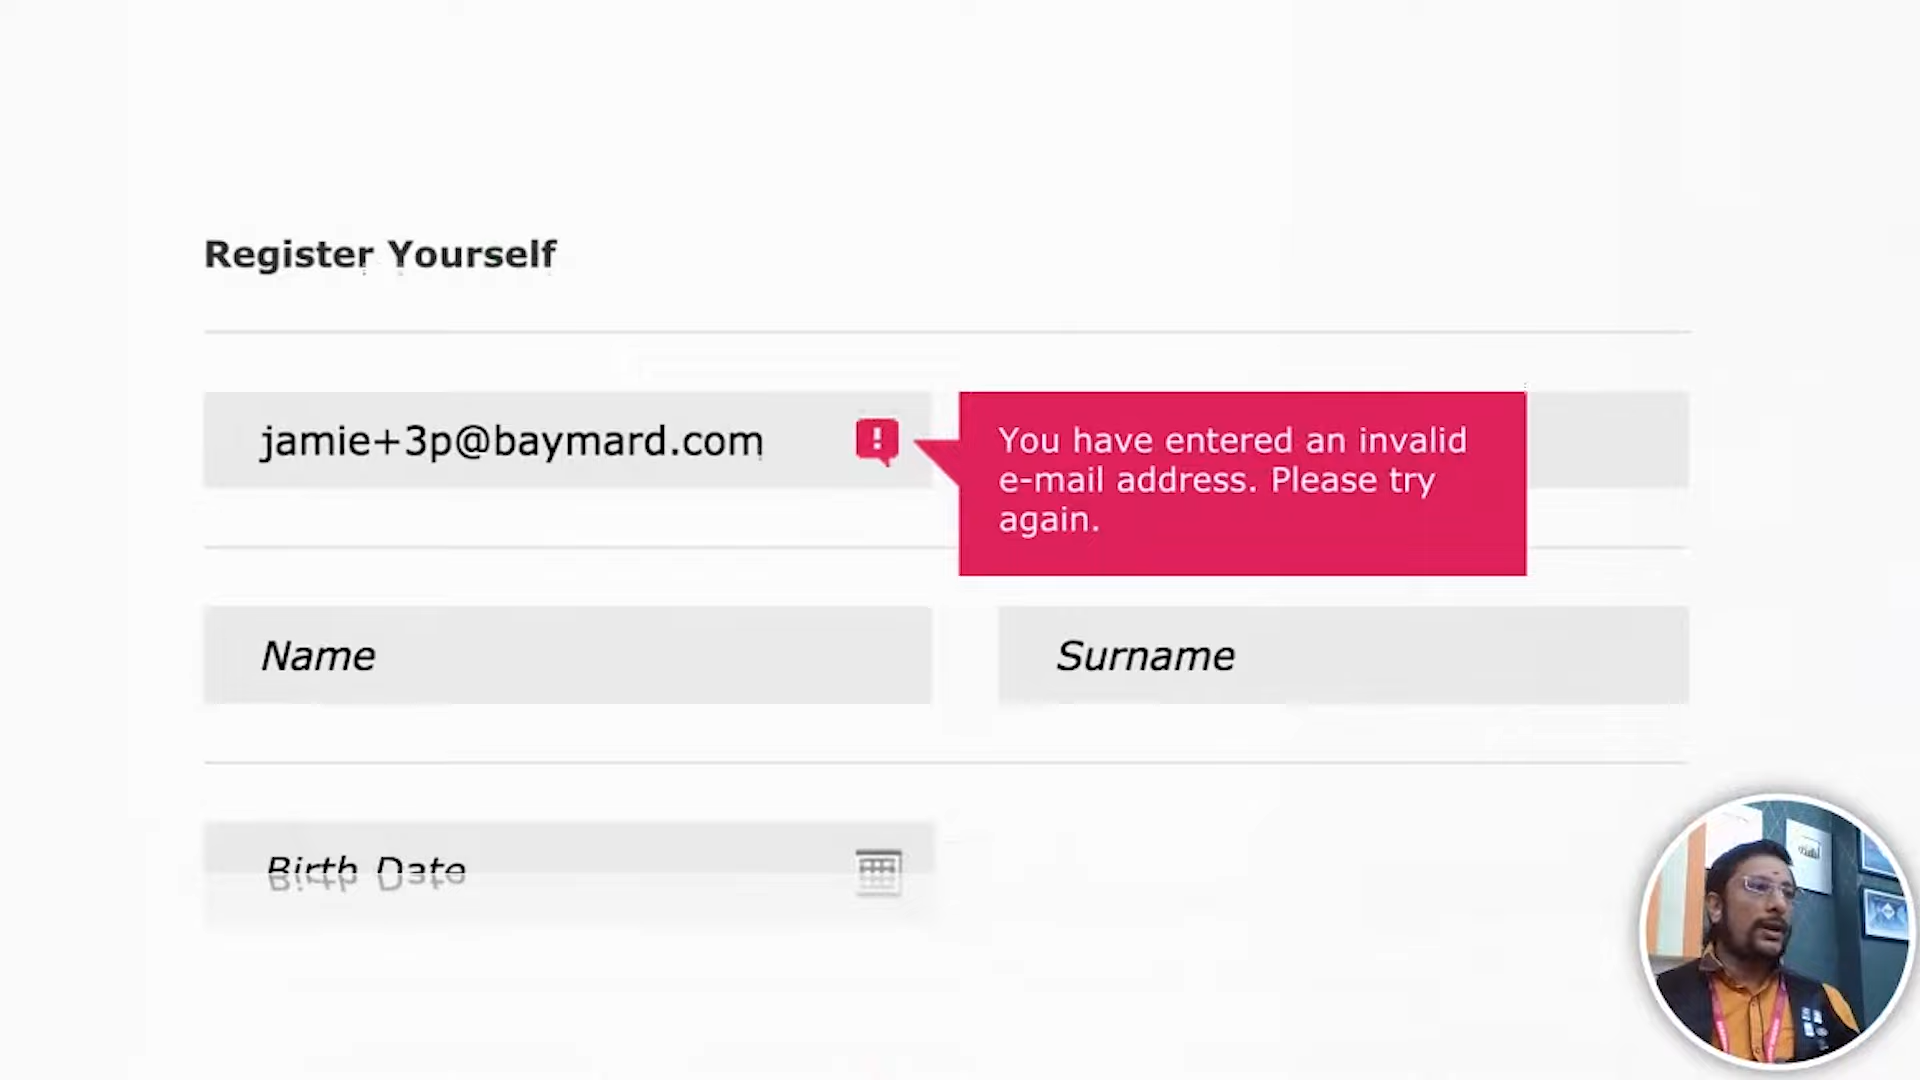 Register Yourself
jamie+3p@baymard.com
You have entered an invalid
e-mail address. Please try
again.
Name
Surname
Birth Date